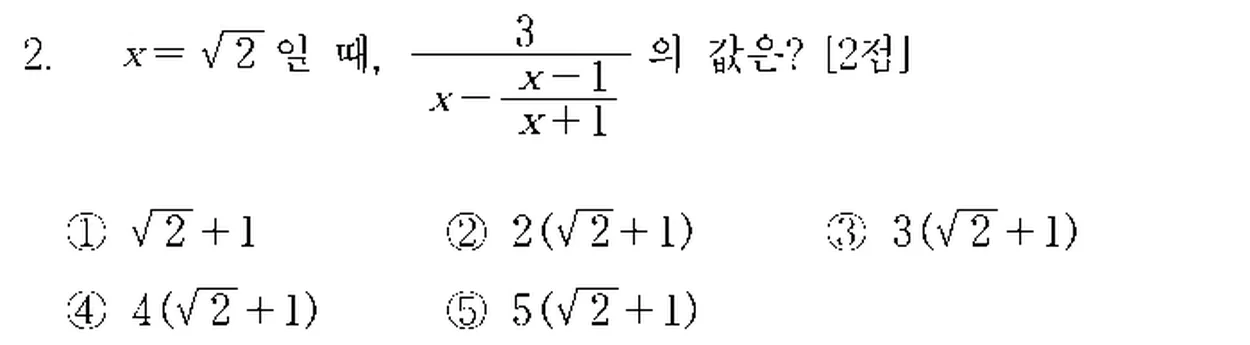 2. x = √2 일 때, 3 / (x − (x−1)/(x+1)) 의 값은? [2점]
① √2 + 1 ② 2(√2 + 1) ③ 3(√2 + 1)
④ 4(√2 + 1) ⑤ 5(√2 + 1)